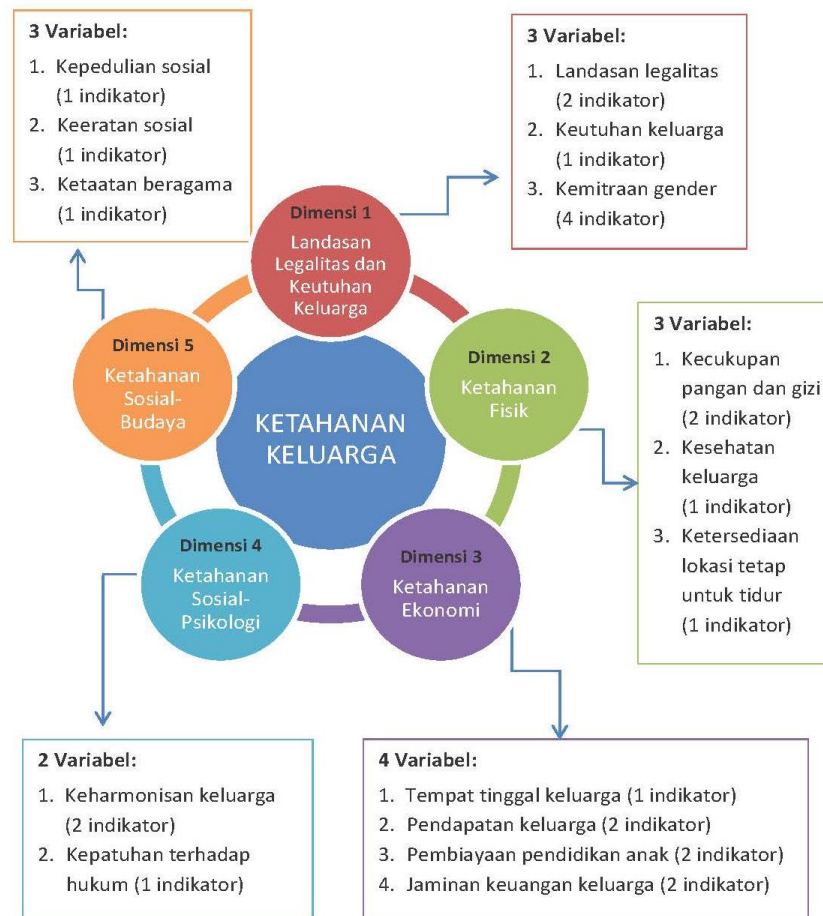 3 Variabel:
1. Kepedulian sosial
(1 indikator)
2. Keeratan sosial
(1 indikator)
3. Ketaatan beragama
(1 indikator)
3 Variabel:
1. Landasan legalitas
(2 indikator)
2. Keutuhan keluarga
(1 indikator)
3. Kemitraan gender
(4 indikator)
Dimensi 1
Landasan
Legalitas dan
Keutuhan
Keluarga
Dimensi 5
Ketahanan
Sosial-
Budaya
KETAHANAN
KELUARGA
Dimensi 2
Ketahanan
Fisik
3 Variabel:
1. Kecukupan
pangan dan gizi
(2 indikator)
2. Kesehatan
keluarga
(1 indikator)
3. Ketersediaan
lokasi tetap
untuk tidur
(1 indikator)
Dimensi 4
Ketahanan
Sosial-
Psikologi
Dimensi 3
Ketahanan
Ekonomi
2 Variabel:
1. Keharmonisan keluarga
(2 indikator)
2. Kepatuhan terhadap
hukum (1 indikator)
4 Variabel:
1. Tempat tinggal keluarga (1 indikator)
2. Pendapatan keluarga (2 indikator)
3. Pembiayaan pendidikan anak (2 indikator)
4. Jaminan keuangan keluarga (2 indikator)